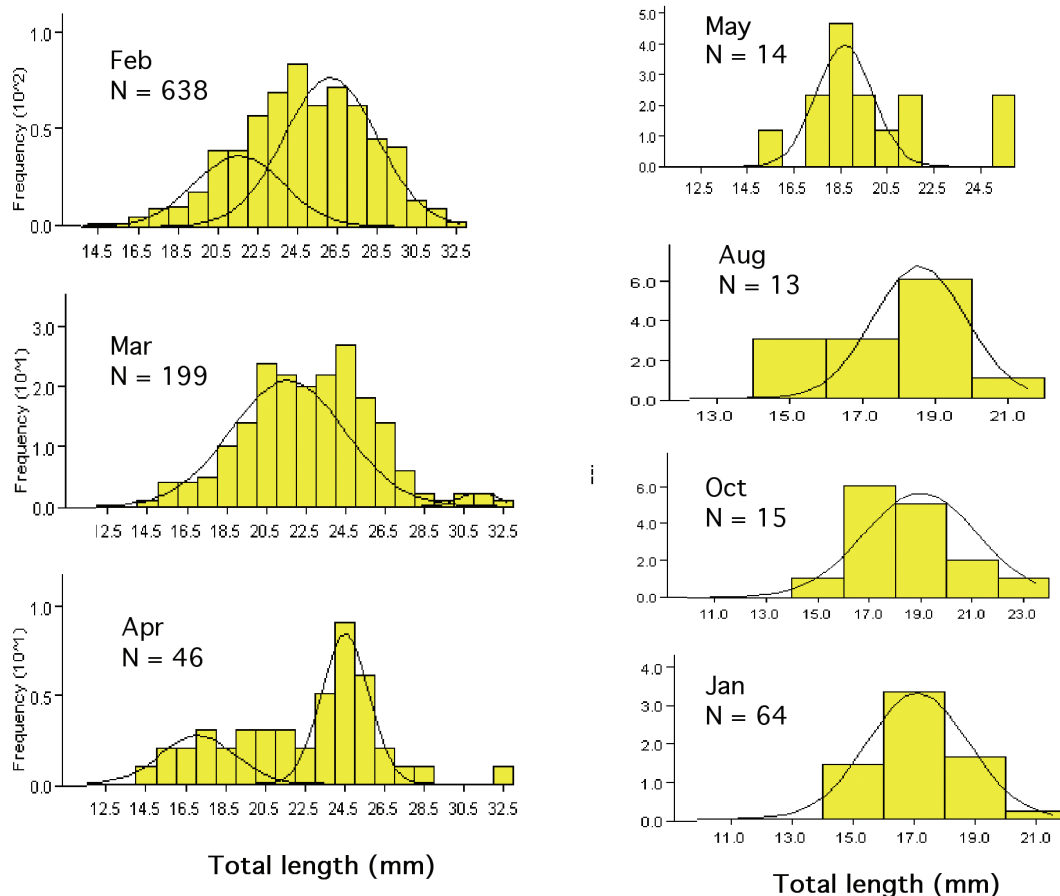 1.0
0.5
0.0
Frequency (10^2)
Feb
N = 638
14.5 16.5 18.5 20.5 22.5 24.5 26.5 28.5 30.5 32.5
3.0
2.0
1.0
0.0
Frequency (10^1)
Mar
N = 199
12.5 14.5 16.5 18.5 20.5 22.5 24.5 26.5 28.5 30.5 32.5
1.0
0.5
0.0
Frequency (10^1)
Apr
N = 46
12.5 14.5 16.5 18.5 20.5 22.5 24.5 26.5 28.5 30.5 32.5
Total length (mm)
5.0
4.0
3.0
2.0
1.0
0.0
May
N = 14
12.5 14.5 16.5 18.5 20.5 22.5 24.5
6.0
4.0
2.0
0.0
Aug
N = 13
13.0 15.0 17.0 19.0 21.0
i
6.0
4.0
2.0
0.0
Oct
N = 15
11.0 13.0 15.0 17.0 19.0 21.0 23.0
4.0
3.0
2.0
1.0
0.0
Jan
N = 64
11.0 13.0 15.0 17.0 19.0 21.0
Total length (mm)